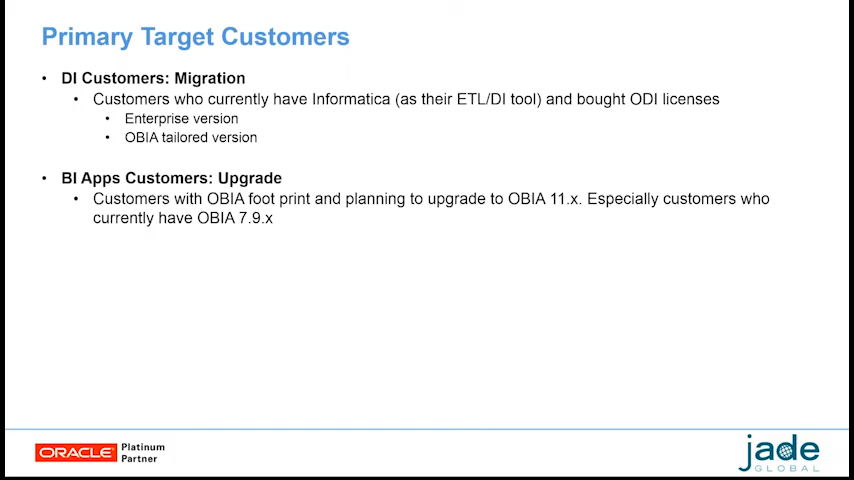 Primary Target Customers
• DI Customers: Migration
• Customers who currently have Informatica (as their ETL/DI tool) and bought ODI licenses
• Enterprise version
• OBIA tailored version
• BI Apps Customers: Upgrade
• Customers with OBIA foot print and planning to upgrade to OBIA 11.x. Especially customers who
currently have OBIA 7.9.x
ORACLE Platinum
Partner
jade
GLOBAL